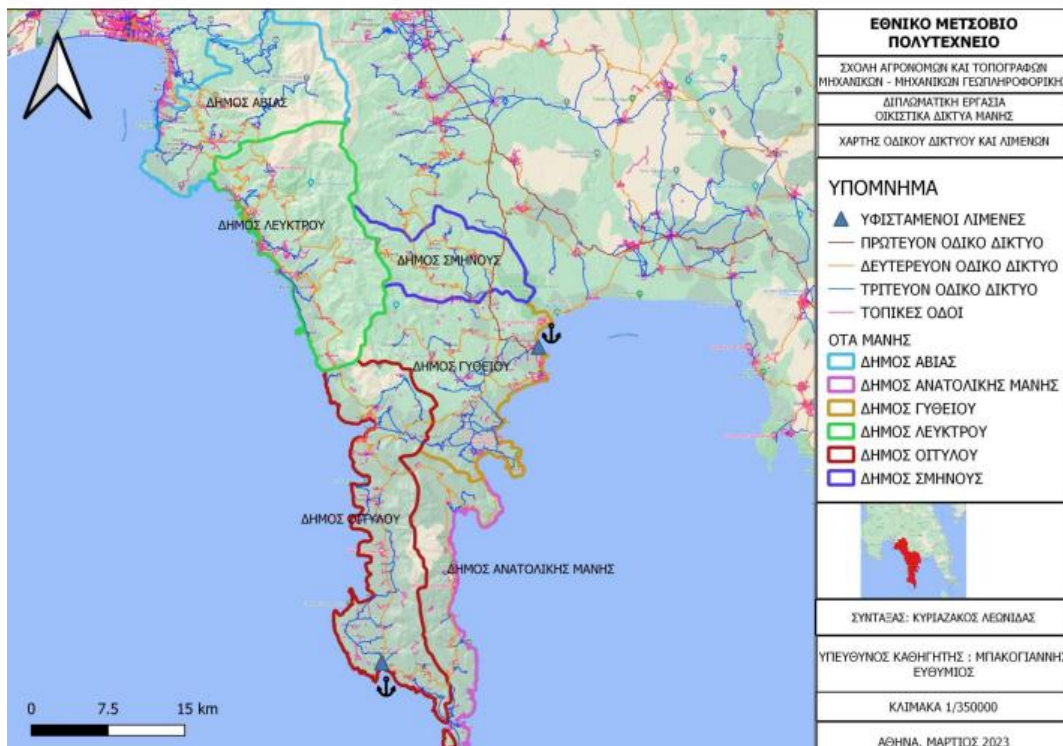 ΔΗΜΟΣ ΑΒΙΑΣ
ΔΗΜΟΣ ΛΕΥΚΤΡΟΥ
ΔΗΜΟΣ ΣΜΗΝΟΥΣ
ΔΗΜΟΣ ΓΥΘΕΙΟΥ
ΔΗΜΟΣ ΟΙΤΥΛΟΥ
ΔΗΜΟΣ ΑΝΑΤΟΛΙΚΗΣ ΜΑΝΗΣ
0 7.5 15 km
ΕΘΝΙΚΟ ΜΕΤΣΟΒΙΟ
ΠΟΛΥΤΕΧΝΕΙΟ
ΣΧΟΛΗ ΑΓΡΟΝΟΜΩΝ ΚΑΙ ΤΟΠΟΓΡΑΦΩΝ
ΜΗΧΑΝΙΚΩΝ - ΜΗΧΑΝΙΚΩΝ ΓΕΩΠΛΗΡΟΦΟΡΙΚΗ
ΔΙΠΛΩΜΑΤΙΚΗ ΕΡΓΑΣΙΑ
ΟΙΚΙΣΤΙΚΑ ΔΙΚΤΥΑ ΜΑΝΗΣ
ΧΑΡΤΗΣ ΟΔΙΚΟΥ ΔΙΚΤΥΟΥ ΚΑΙ ΛΙΜΕΝΩΝ
ΥΠΟΜΝΗΜΑ
ΥΦΙΣΤΑΜΕΝΟΙ ΛΙΜΕΝΕΣ
ΠΡΩΤΕΥΟΝ ΟΔΙΚΟ ΔΙΚΤΥΟ
ΔΕΥΤΕΡΕΥΟΝ ΟΔΙΚΟ ΔΙΚΤΥΟ
ΤΡΙΤΕΥΟΝ ΟΔΙΚΟ ΔΙΚΤΥΟ
ΤΟΠΙΚΕΣ ΟΔΟΙ
ΟΤΑ ΜΑΝΗΣ
ΔΗΜΟΣ ΑΒΙΑΣ
ΔΗΜΟΣ ΑΝΑΤΟΛΙΚΗΣ ΜΑΝΗΣ
ΔΗΜΟΣ ΓΥΘΕΙΟΥ
ΔΗΜΟΣ ΛΕΥΚΤΡΟΥ
ΔΗΜΟΣ ΟΙΤΥΛΟΥ
ΔΗΜΟΣ ΣΜΗΝΟΥΣ
ΣΥΝΤΑΞΑΣ: ΚΥΡΙΑΖΑΚΟΣ ΛΕΩΝΙΔΑΣ
ΥΠΕΥΘΥΝΟΣ ΚΑΘΗΓΗΤΗΣ : ΜΠΑΚΟΓΙΑΝΝΗΣ
ΕΥΘΥΜΙΟΣ
ΚΛΙΜΑΚΑ 1/350000
ΑΘΗΝΑ, ΜΑΡΤΙΟΣ 2023